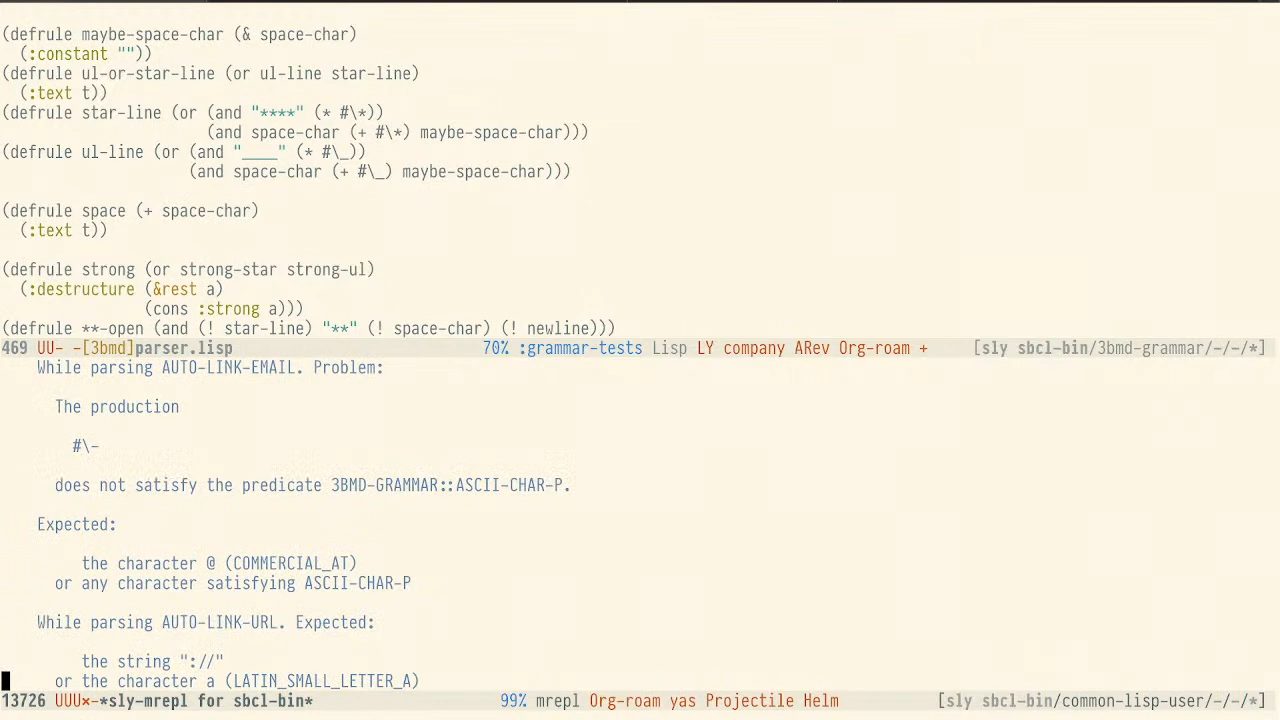 (defrule maybe-space-char (& space-char)
  (:constant ""))
(defrule ul-or-star-line (or ul-line star-line)
  (:text t))
(defrule star-line (or (and "****" (* #\*))
                       (and space-char (+ #\*) maybe-space-char)))
(defrule ul-line (or (and "____" (* #\_))
                     (and space-char (+ #\_) maybe-space-char)))
(defrule space (+ space-char)
  (:text t))
(defrule strong (or strong-star strong-ul)
  (:destructure (&rest a)
                (cons :strong a)))
(defrule **-open (and (! star-line) "**" (! space-char) (! newline)))
469 UU- -[3bmd]parser.lisp 70% :grammar-tests Lisp LY company ARev Org-roam + [sly sbcl-bin/3bmd-grammar/-/-/*]
    While parsing AUTO-LINK-EMAIL. Problem:
      The production
        #\-
      does not satisfy the predicate 3BMD-GRAMMAR::ASCII-CHAR-P.
    Expected:
         the character @ (COMMERCIAL_AT)
      or any character satisfying ASCII-CHAR-P
    While parsing AUTO-LINK-URL. Expected:
         the string "://"
      or the character a (LATIN_SMALL_LETTER_A)
13726 UUU×-*sly-mrepl for sbcl-bin* 99% mrepl Org-roam yas Projectile Helm [sly sbcl-bin/common-lisp-user/-/-/*]